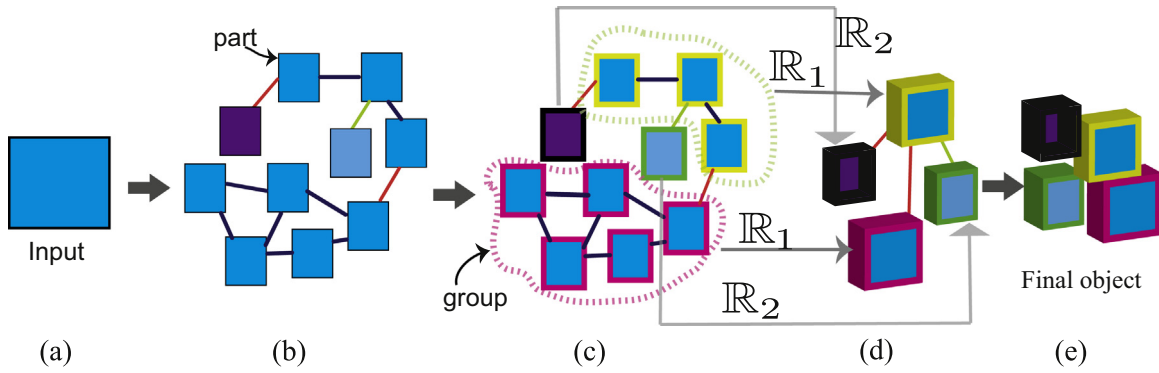 part
ℝ₂
ℝ₁
Input
ℝ₁
group
ℝ₂
Final object
(a) (b) (c) (d) (e)